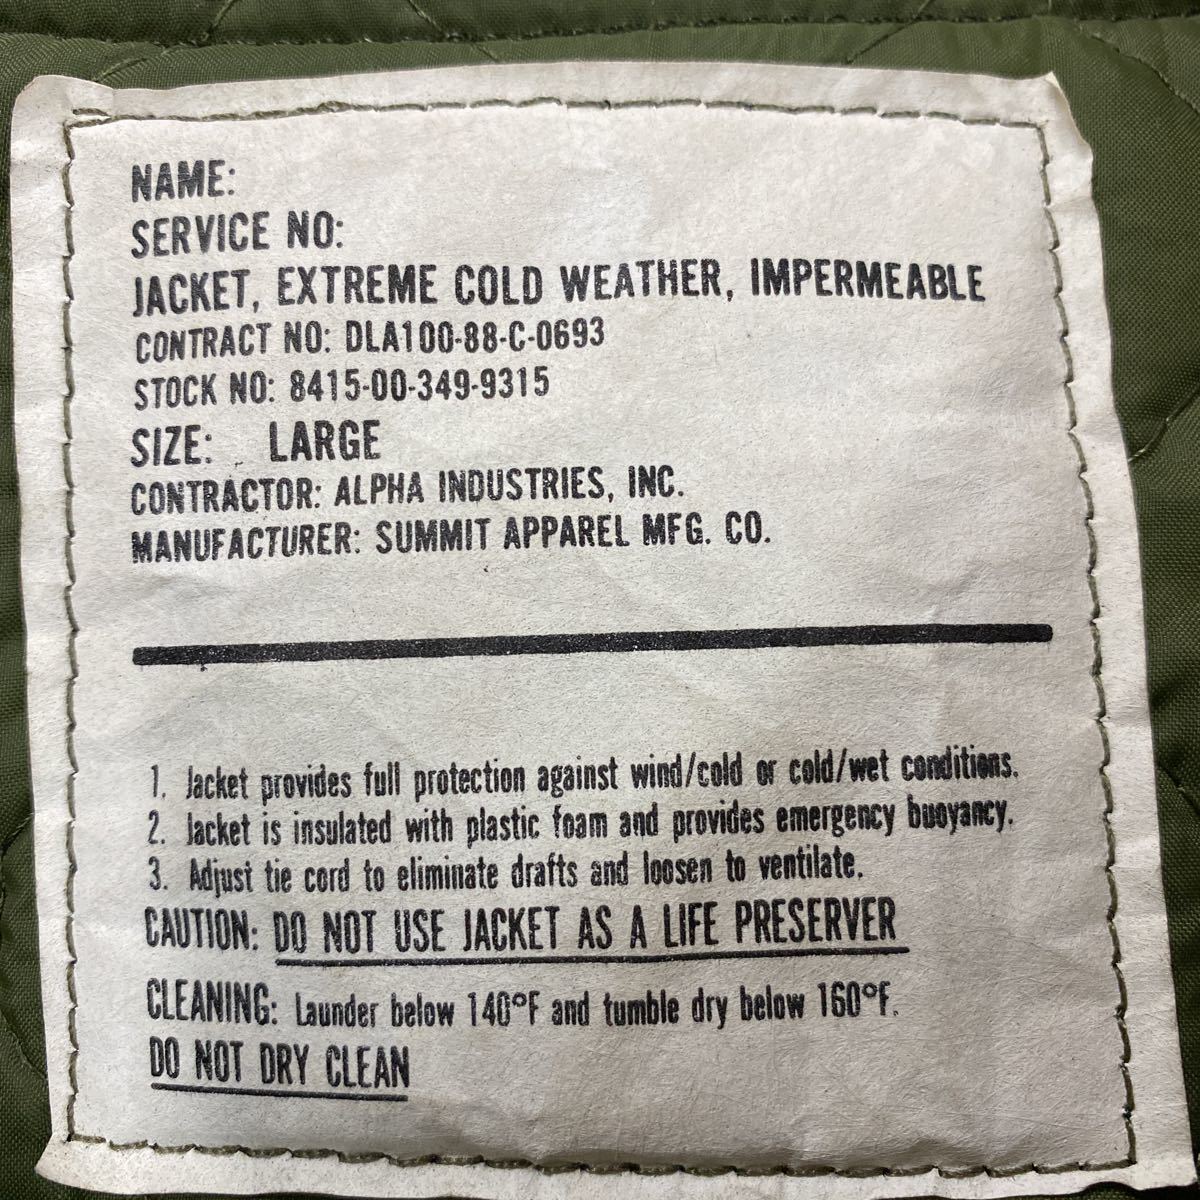 NAME:
SERVICE NO:
JACKET, EXTREME COLD WEATHER, IMPERMEABLE
CONTRACT NO: DLA100-88-C-0693
STOCK NO: 8415-00-349-9315
SIZE: LARGE
CONTRACTOR: ALPHA INDUSTRIES, INC.
MANUFACTURER: SUMMIT APPAREL MFG. CO.
1. Jacket provides full protection against wind/cold or cold/wet conditions.
2. Jacket is insulated with plastic foam and provides emergency buoyancy.
3. Adjust tie cord to eliminate drafts and loosen to ventilate.
CAUTION: DO NOT USE JACKET AS A LIFE PRESERVER
CLEANING: Launder below 140°F and tumble dry below 160°F.
DO NOT DRY CLEAN